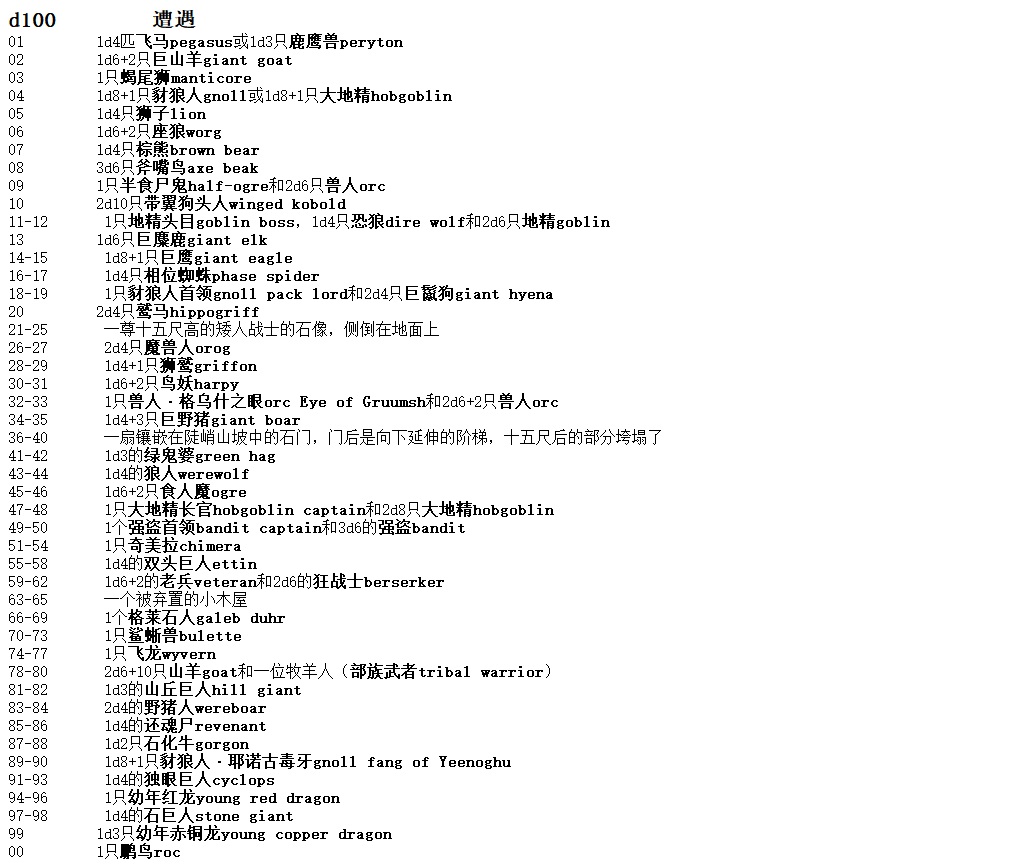 d100 遭遇
01 1d4匹飞马pegasus或1d3只鹿鹰兽peryton
02 1d6+2只巨山羊giant goat
03 1只蝎尾狮manticore
04 1d8+1只豺狼人gnoll或1d8+1只大地精hobgoblin
05 1d4只狮子lion
06 1d6+2只座狼worg
07 1d4只棕熊brown bear
08 3d6只斧嘴鸟axe beak
09 1只半食尸鬼half-ogre和2d6只兽人orc
10 2d10只带翼狗头人winged kobold
11-12 1只地精头目goblin boss，1d4只恐狼dire wolf和2d6只地精goblin
13 1d6只巨麋鹿giant elk
14-15 1d8+1只巨鹰giant eagle
16-17 1d4只相位蜘蛛phase spider
18-19 1只豺狼人首领gnoll pack lord和2d4只巨鬣狗giant hyena
20 2d4只鹫马hippogriff
21-25 一尊十五尺高的矮人战士的石像，侧倒在地面上
26-27 2d4只魔兽人orog
28-29 1d4+1只狮鹫griffon
30-31 1d6+2只鸟妖harpy
32-33 1只兽人·格乌什之眼orc Eye of Gruumsh和2d6+2只兽人orc
34-35 1d4+3只巨野猪giant boar
36-40 一扇镶嵌在陡峭山坡中的石门，门后是向下延伸的阶梯，十五尺后的部分垮塌了
41-42 1d3的绿鬼婆green hag
43-44 1d4的狼人werewolf
45-46 1d6+2只食人魔ogre
47-48 1只大地精长官hobgoblin captain和2d8只大地精hobgoblin
49-50 1个强盗首领bandit captain和3d6的强盗bandit
51-54 1只奇美拉chimera
55-58 1d4的双头巨人ettin
59-62 1d6+2的老兵veteran和2d6的狂战士berserker
63-65 一个被弃置的小木屋
66-69 1个格莱石人galeb duhr
70-73 1只鲨蜥兽bulette
74-77 1只飞龙wyvern
78-80 2d6+10只山羊goat和一位牧羊人（部族武者tribal warrior）
81-82 1d3的山丘巨人hill giant
83-84 2d4的野猪人wereboar
85-86 1d4的还魂尸revenant
87-88 1d2只石化牛gorgon
89-90 1d8+1只豺狼人·耶诺古毒牙gnoll fang of Yeenoghu
91-93 1d4的独眼巨人cyclops
94-96 1只幼年红龙young red dragon
97-98 1d4的石巨人stone giant
99 1d3只幼年赤铜龙young copper dragon
00 1只鹏鸟roc